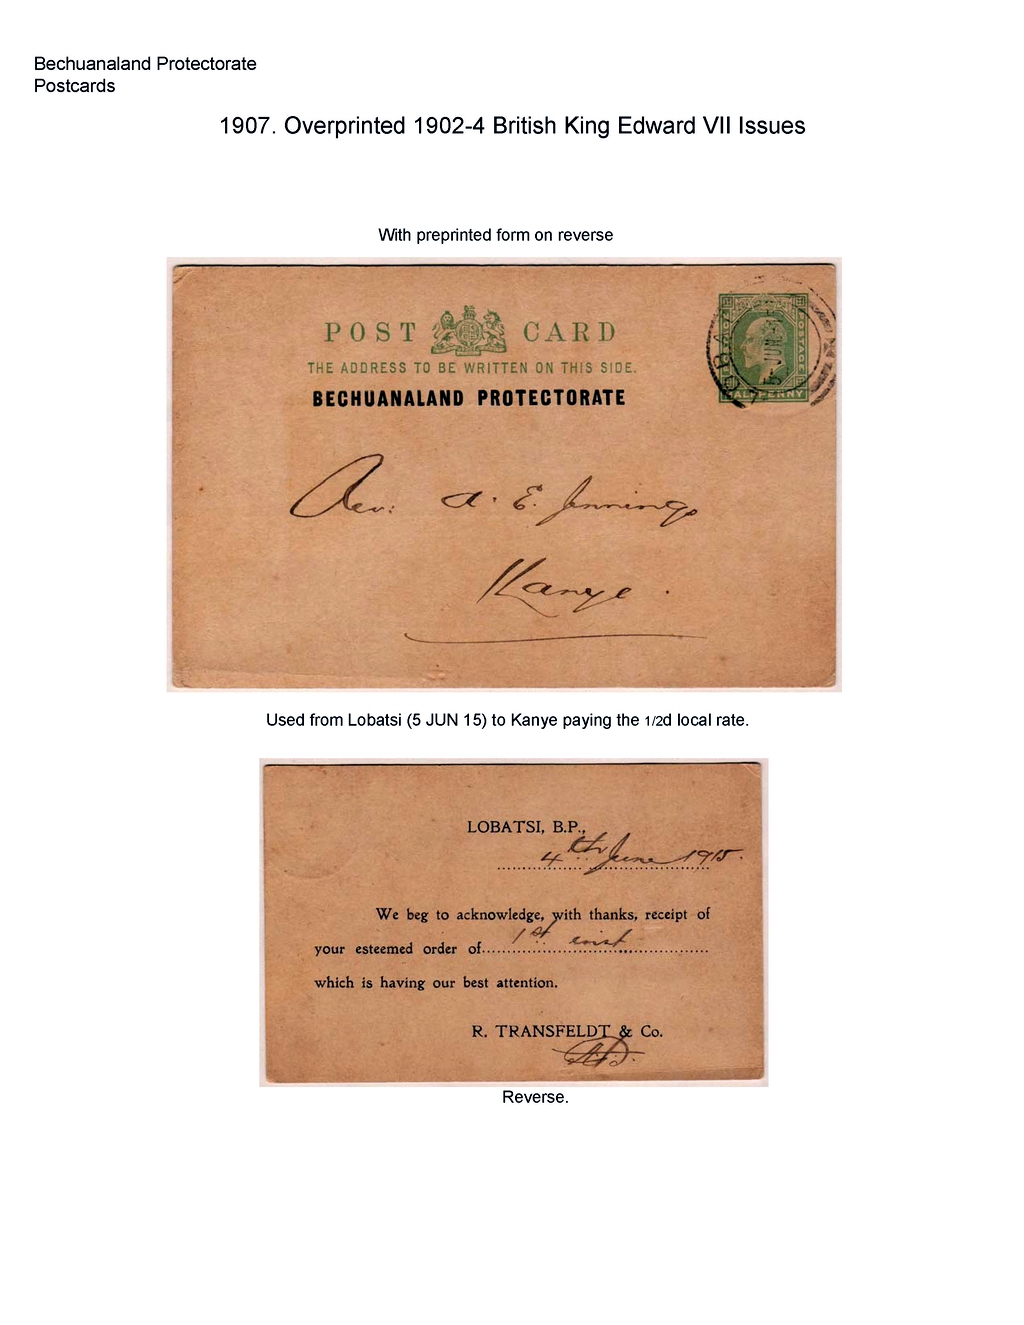 Bechuanaland Protectorate
Postcards
1907. Overprinted 1902-4 British King Edward VII Issues
With preprinted form on reverse
POST CARD
THE ADDRESS TO BE WRITTEN ON THIS SIDE.
BECHUANALAND PROTECTORATE
POSTAGE
HALFPENNY
5 JUN 15
Rev: A. E. Jennings
Kanye.
Used from Lobatsi (5 JUN 15) to Kanye paying the 1/2d local rate.
LOBATSI, B.P.,
4th June 1915.
We beg to acknowledge, with thanks, receipt of
your esteemed order of 1st inst
which is having our best attention.
R. TRANSFELDT & Co.
Reverse.